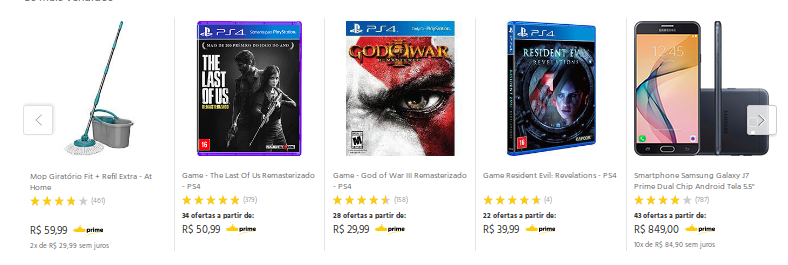 Os mais vendidos
PS4 Somente no PlayStation
MAIS DE 200 PRÊMIOS DE JOGO DO ANO
THE
LAST
OF US
REMASTERIZADO
16
PS4
GOD OF WAR
III
REMASTERED
M
PS4
RESIDENT EVIL
REVELATIONS
16
CAPCOM
SAMSUNG
12:45
SAMSUNG
Mop Giratório Fit + Refil Extra - At
Home
(461)
R$ 59,99 prime
2x de R$ 29,99 sem juros
Game - The Last Of Us Remasterizado
- PS4
(379)
34 ofertas a partir de:
R$ 50,99 prime
Game - God of War III Remasterizado
- PS4
(158)
28 ofertas a partir de:
R$ 29,99 prime
Game Resident Evil: Revelations - PS4
(4)
22 ofertas a partir de:
R$ 39,99 prime
Smartphone Samsung Galaxy J7
Prime Dual Chip Android Tela 5.5"
(787)
43 ofertas a partir de:
R$ 849,00 prime
10x de R$ 84,90 sem juros